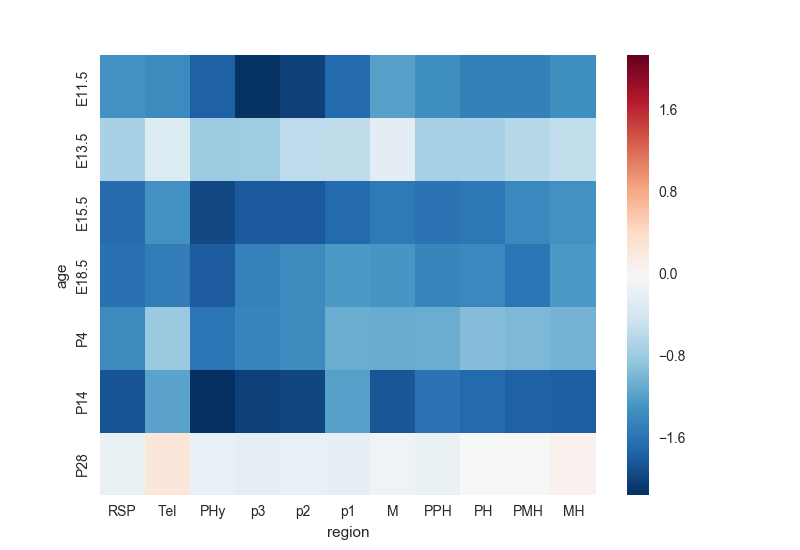 age
E11.5
E13.5
E15.5
E18.5
P4
P14
P28
RSP Tel PHy p3 p2 p1 M PPH PH PMH MH
region
1.6
0.8
0.0
−0.8
−1.6